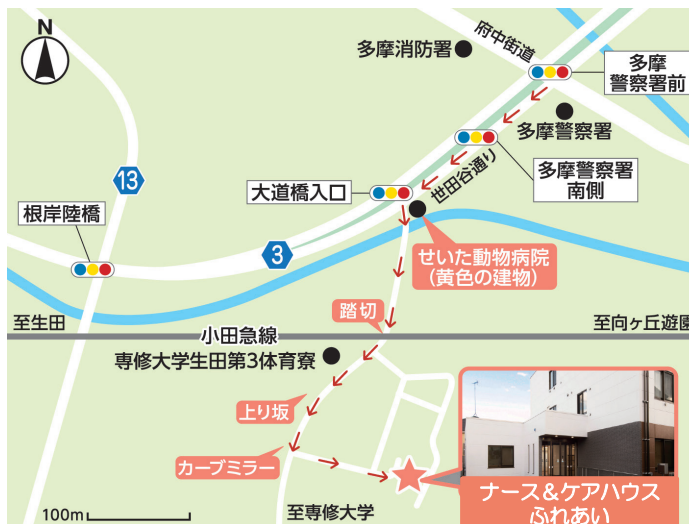 N
府中街道
多摩消防署
多摩
警察署前
多摩警察署
世田谷通り
多摩警察署
南側
大道橋入口
13
根岸陸橋
3
せいた動物病院
(黄色の建物)
踏切
至生田
小田急線
至向ヶ丘遊園
専修大学生田第3体育寮
上り坂
カーブミラー
100m
至専修大学
ナース&ケアハウス
ふれあい